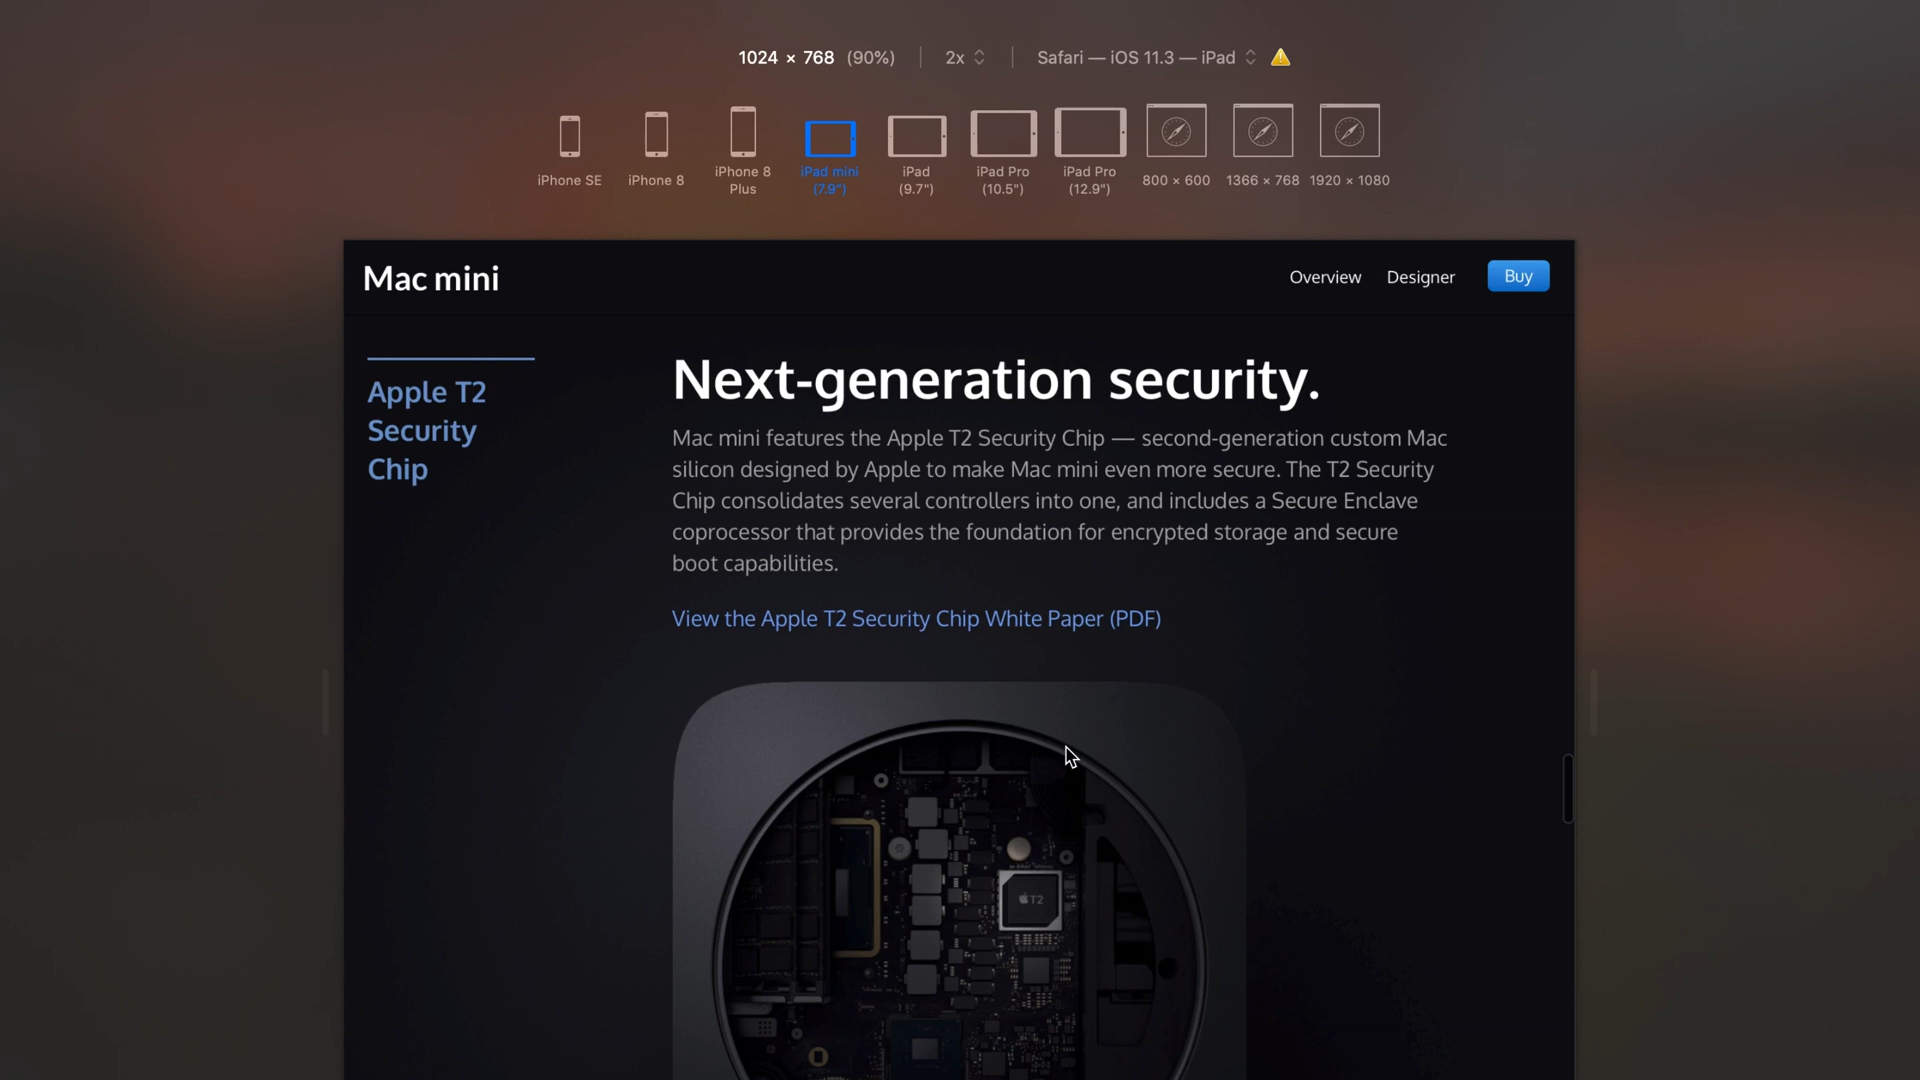 1024 × 768 (90%)
2x
Safari — iOS 11.3 — iPad
iPhone SE
iPhone 8
iPhone 8
Plus
iPad mini
(7.9")
iPad
(9.7")
iPad Pro
(10.5")
iPad Pro
(12.9")
800 × 600
1366 × 768
1920 × 1080
Mac mini
Overview
Designer
Buy
Apple T2
Security
Chip
Next-generation security.
Mac mini features the Apple T2 Security Chip — second-generation custom Mac
silicon designed by Apple to make Mac mini even more secure. The T2 Security
Chip consolidates several controllers into one, and includes a Secure Enclave
coprocessor that provides the foundation for encrypted storage and secure
boot capabilities.
View the Apple T2 Security Chip White Paper (PDF)
T2